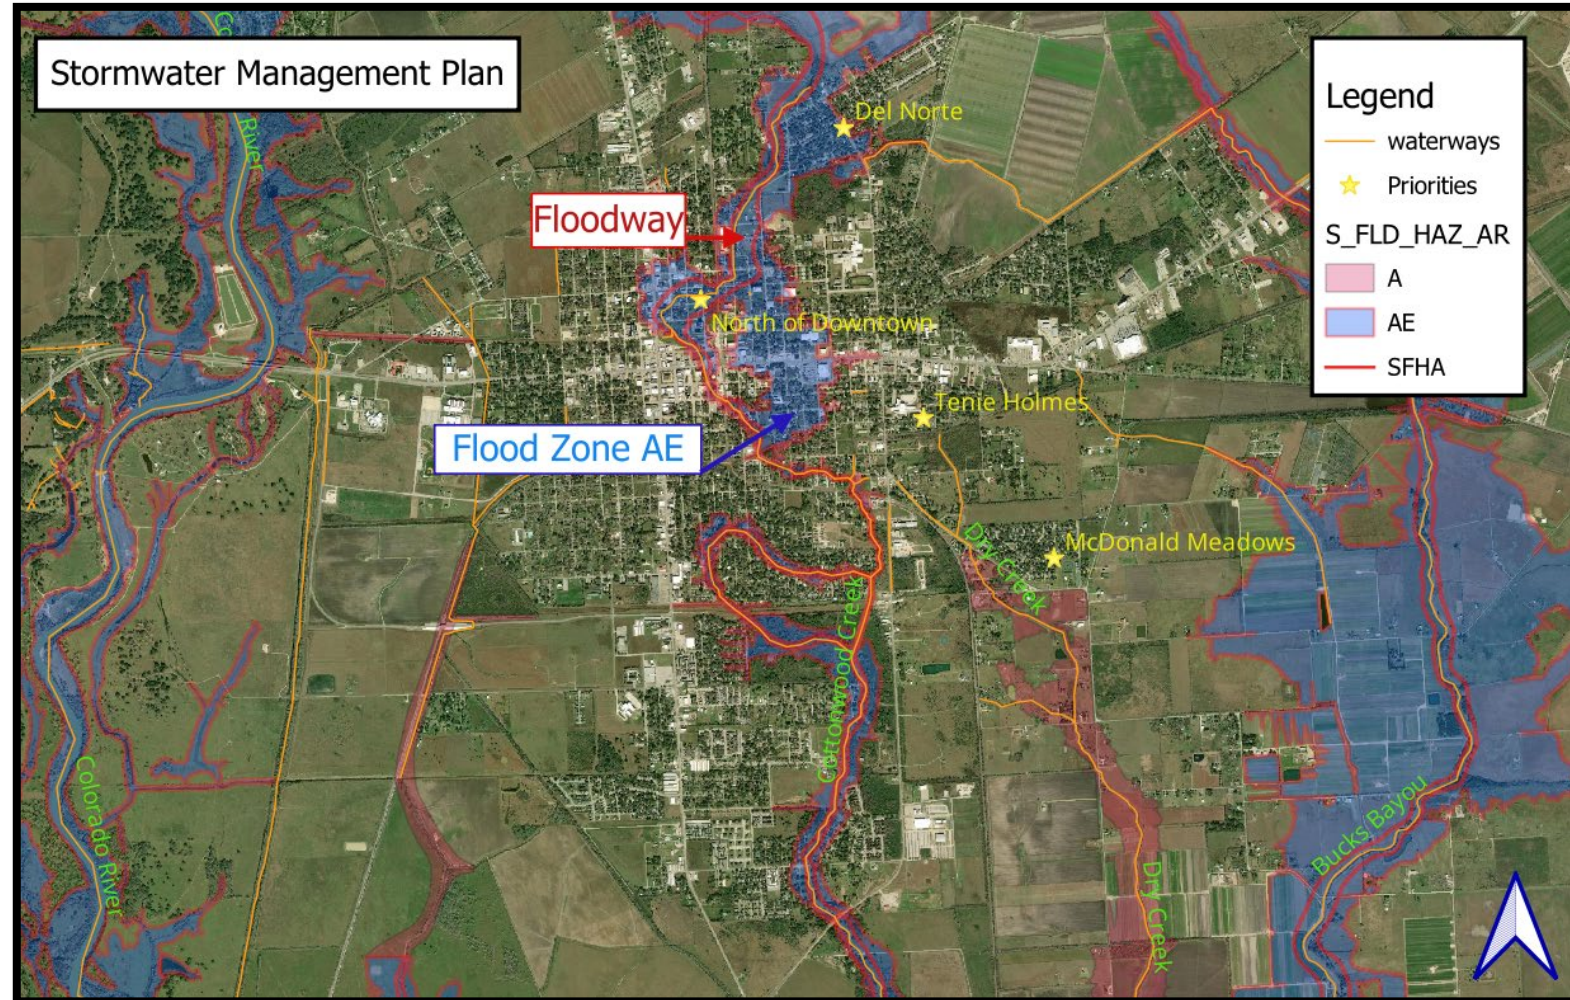 Stormwater Management Plan
Legend
waterways
Priorities
S_FLD_HAZ_AR
A
AE
SFHA
River
Del Norte
Floodway
North of Downtown
Tenie Holmes
Flood Zone AE
McDonald Meadows
Dry Creek
Cottonwood Creek
Colorado River
Bucks Bayou
Dry Creek